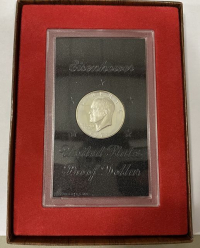 Eisenhower
United States
Proof Dollar